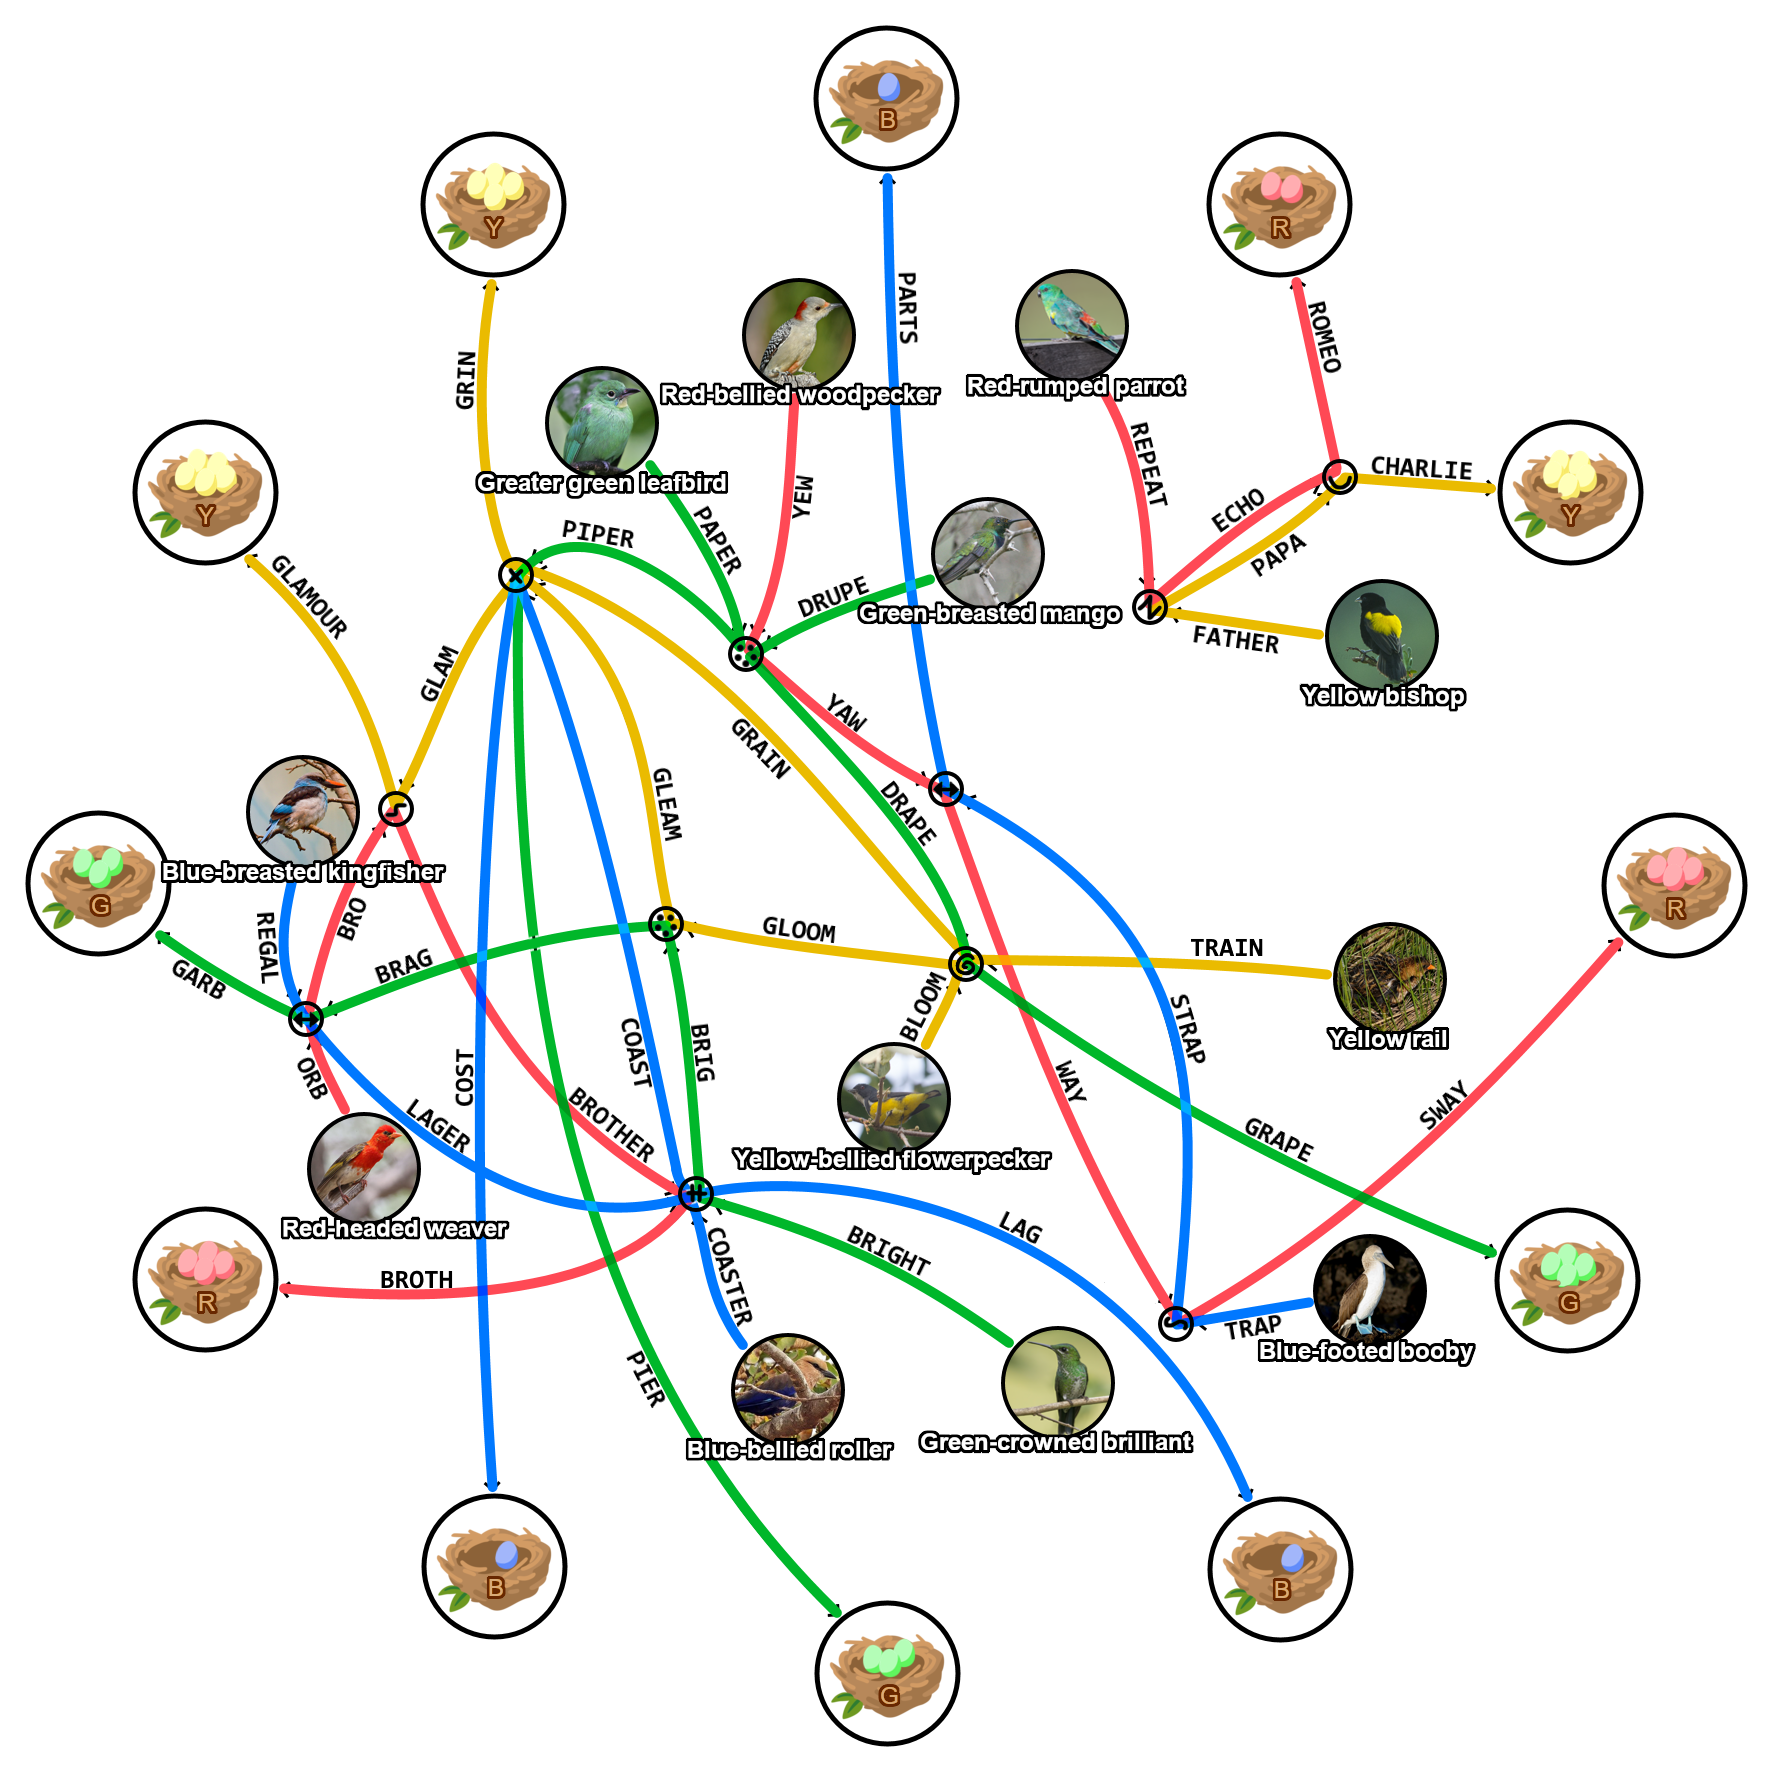 B
Y
R
PARTS
ROMEO
GRIN
Red-rumped parrot
Red-bellied woodpecker
REPEAT
CHARLIE
Greater green leafbird
YEW
ECHO
Y
Y
PIPER
PAPER
PAPA
GLAMOUR
DRUPE
Green-breasted mango
FATHER
GLAM
Yellow bishop
YAW
GRAIN
GLEAM
DRAPE
Blue-breasted kingfisher
G
R
BRO
REGAL
GLOOM
TRAIN
BRAG
GARB
BLOOM
STRAP
Yellow rail
COAST
BRIG
ORB
COST
WAY
LAGER
BROTHER
SWAY
GRAPE
Yellow-bellied flowerpecker
Red-headed weaver
LAG
BRIGHT
COASTER
BROTH
R
G
TRAP
Blue-footed booby
PIER
Blue-bellied roller
Green-crowned brilliant
B
B
G